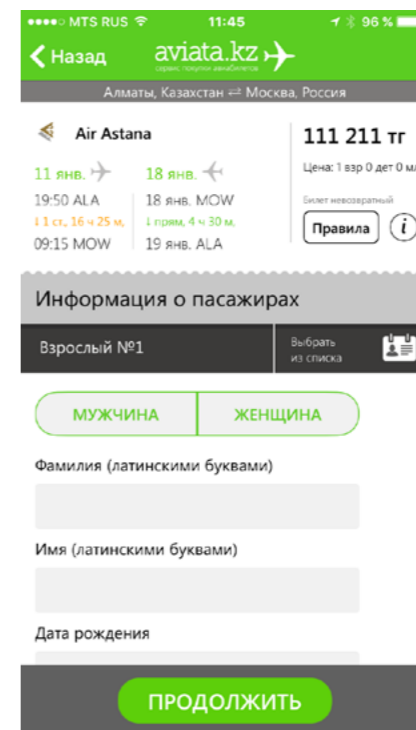 MTS RUS 11:45 96 %
Назад aviata.kz
сервис покупки авиабилетов
Алматы, Казахстан ⇄ Москва, Россия
Air Astana
111 211 тг
Цена: 1 взр 0 дет 0 мл
11 янв. 18 янв.
19:50 ALA 18 янв. MOW
Билет невозвратный
1 ст, 16 ч 25 м, 1 прям, 4 ч 30 м,
Правила i
09:15 MOW 19 янв. ALA
Информация о пасажирах
Взрослый №1
Выбрать
из списка
МУЖЧИНА ЖЕНЩИНА
Фамилия (латинскими буквами)
Имя (латинскими буквами)
Дата рождения
ПРОДОЛЖИТЬ